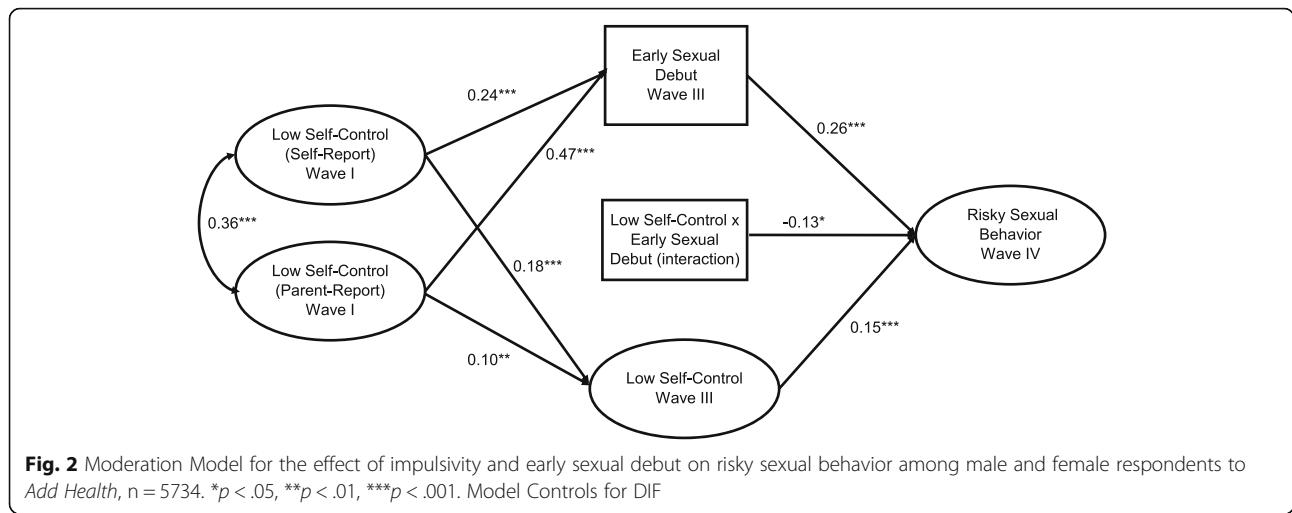 Early Sexual
Debut
Wave III
0.24***
0.26***
Low Self-Control
(Self-Report)
Wave I
0.47***
0.36***
Low Self-Control x
Early Sexual
Debut (interaction)
-0.13*
Risky Sexual
Behavior
Wave IV
0.18***
Low Self-Control
(Parent-Report)
Wave I
0.15***
0.10**
Low Self-Control
Wave III
Fig. 2 Moderation Model for the effect of impulsivity and early sexual debut on risky sexual behavior among male and female respondents to
Add Health, n = 5734. *p < .05, **p < .01, ***p < .001. Model Controls for DIF